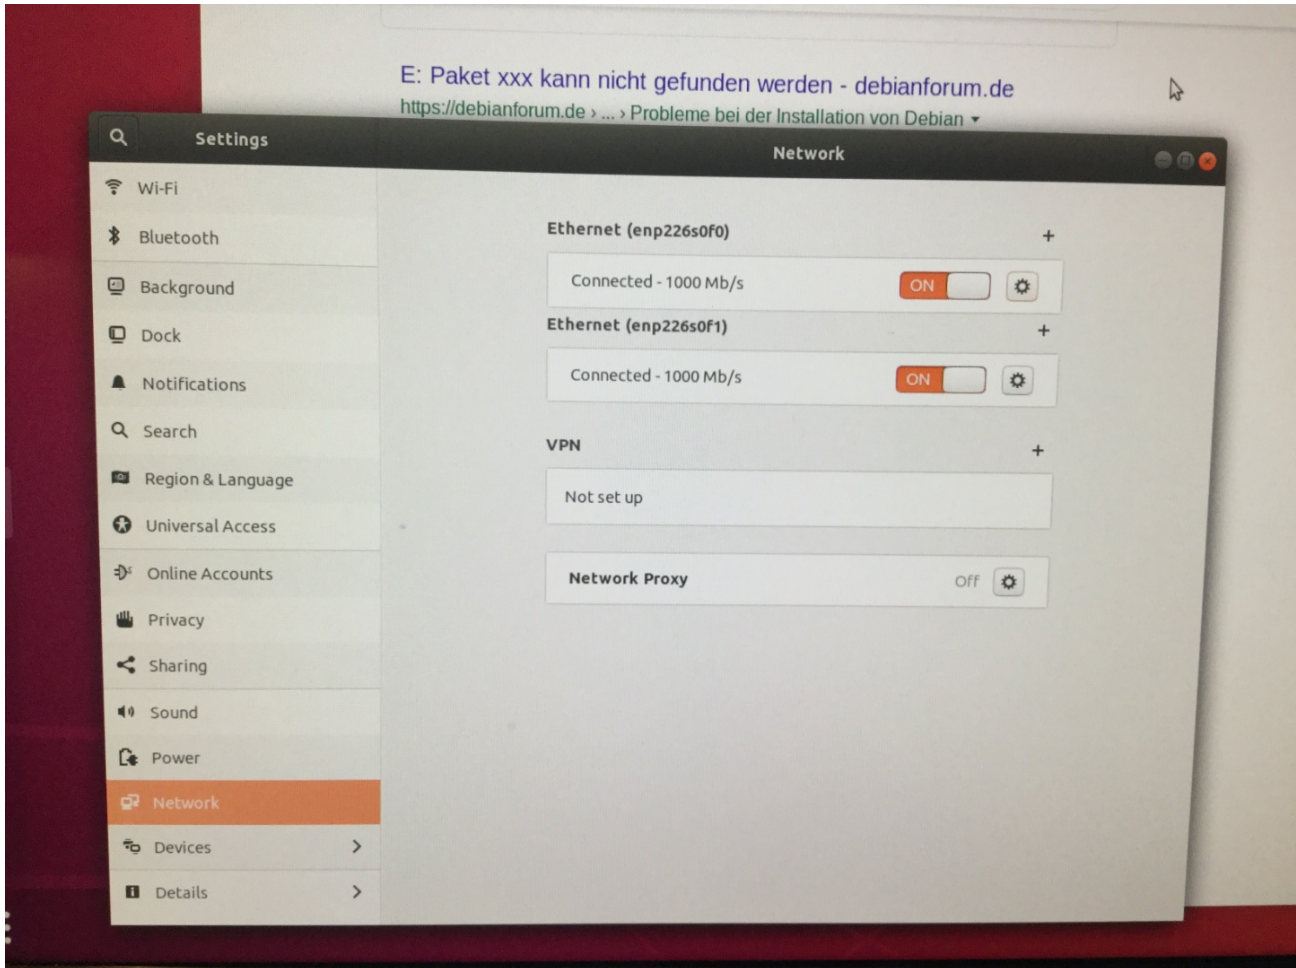 E: Paket xxx kann nicht gefunden werden - debianforum.de
https://debianforum.de › ... › Probleme bei der Installation von Debian
Settings
Network
Wi-Fi
Bluetooth
Background
Dock
Notifications
Search
Region & Language
Universal Access
Online Accounts
Privacy
Sharing
Sound
Power
Network
Devices
Details
Ethernet (enp226s0f0)
Connected - 1000 Mb/s
ON
Ethernet (enp226s0f1)
Connected - 1000 Mb/s
ON
VPN
Not set up
Network Proxy
Off